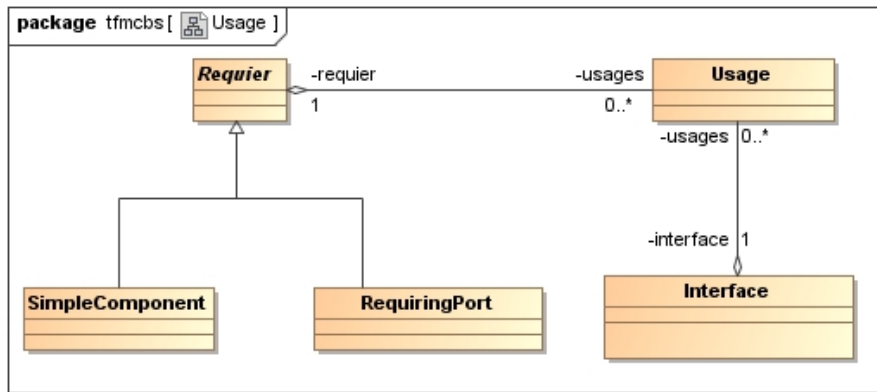 package tfmcbs [ Usage ]
Requier
-requier
-usages
Usage
1
0..*
-usages
0..*
-interface
1
SimpleComponent
RequiringPort
Interface